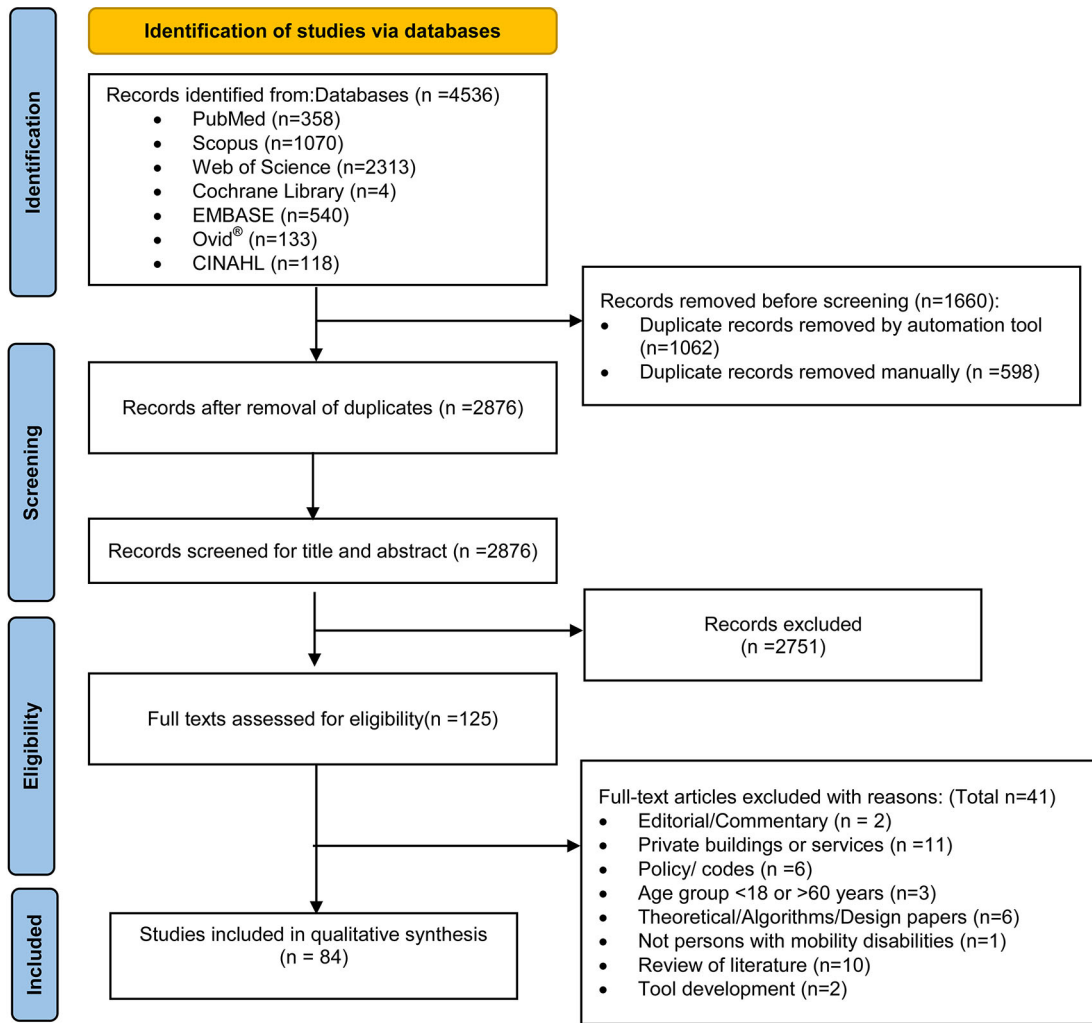 Identification of studies via databases
Identification
Records identified from:Databases (n =4536)
• PubMed (n=358)
• Scopus (n=1070)
• Web of Science (n=2313)
• Cochrane Library (n=4)
• EMBASE (n=540)
• Ovid® (n=133)
• CINAHL (n=118)
Records removed before screening (n=1660):
• Duplicate records removed by automation tool
(n=1062)
• Duplicate records removed manually (n =598)
Screening
Records after removal of duplicates (n =2876)
Records screened for title and abstract (n =2876)
Records excluded
(n =2751)
Eligibility
Full texts assessed for eligibility(n =125)
Full-text articles excluded with reasons: (Total n=41)
• Editorial/Commentary (n = 2)
• Private buildings or services (n =11)
• Policy/ codes (n =6)
• Age group <18 or >60 years (n=3)
• Theoretical/Algorithms/Design papers (n=6)
• Not persons with mobility disabilities (n=1)
• Review of literature (n=10)
• Tool development (n=2)
Included
Studies included in qualitative synthesis
(n = 84)